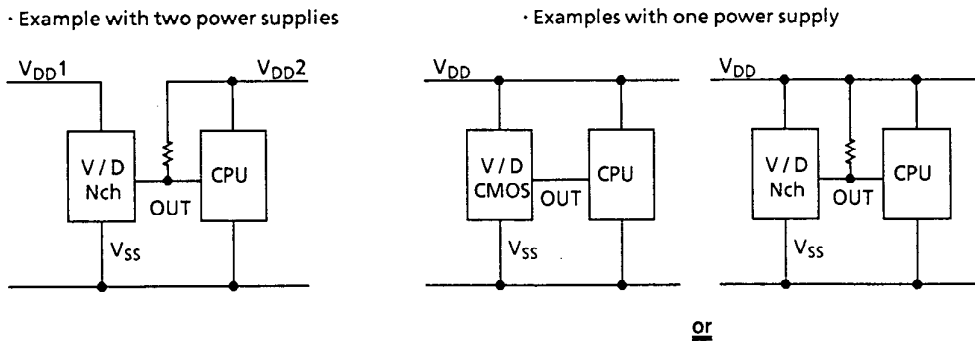 · Example with two power supplies
· Examples with one power supply
VDD1
VDD2
V / D
Nch
CPU
OUT
VSS
VDD
V / D
CMOS
CPU
OUT
VSS
VDD
V / D
Nch
CPU
OUT
VSS
or